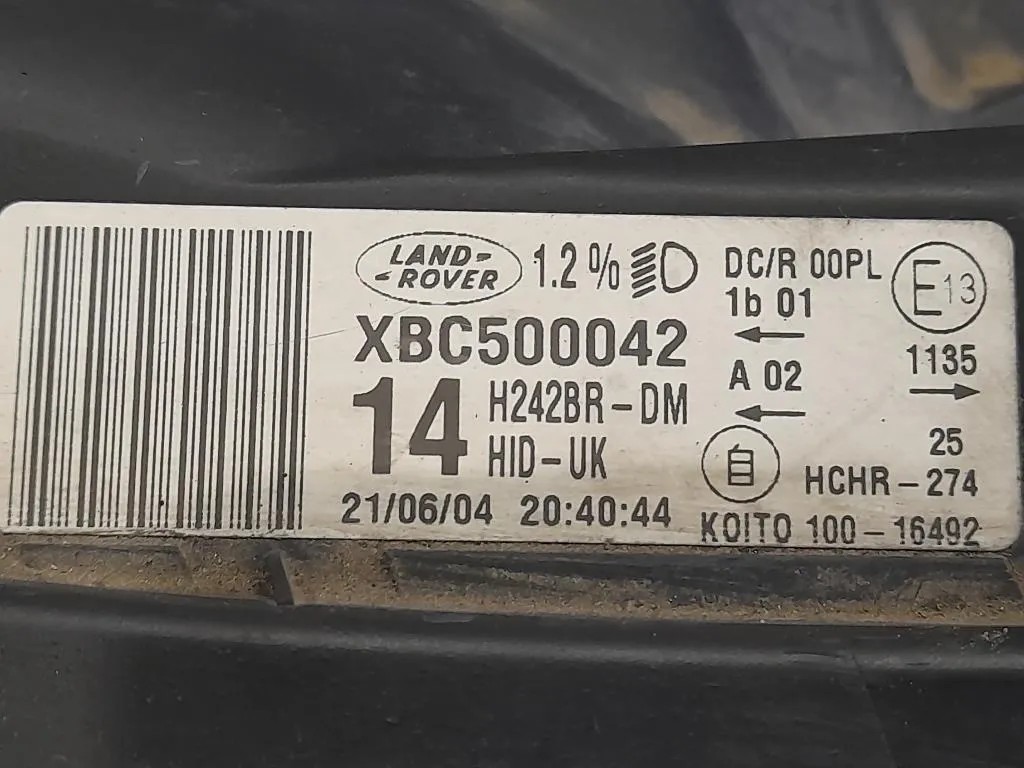 LAND-
-ROVER
1.2%
XBC500042
14
H242BR-DM
HID-UK
21/06/04 20:40:44
DC/R 00PL
1b 01
A 02
E13
1135
25
HCHR-274
KOITO 100-16492